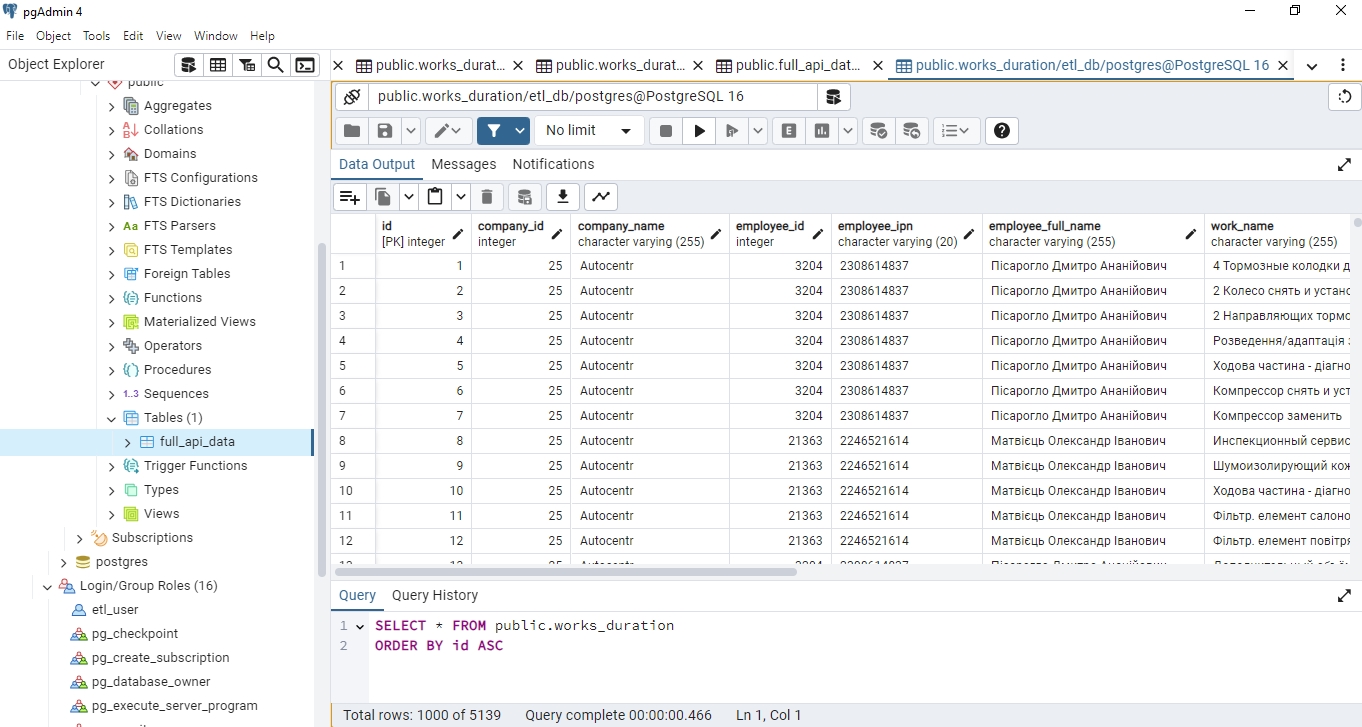 pgAdmin 4
File Object Tools Edit View Window Help
Object Explorer
public
Aggregates
Collations
Domains
FTS Configurations
FTS Dictionaries
Aa FTS Parsers
FTS Templates
Foreign Tables
Functions
Materialized Views
Operators
Procedures
1..3 Sequences
Tables (1)
full_api_data
Trigger Functions
Types
Views
Subscriptions
postgres
Login/Group Roles (16)
etl_user
pg_checkpoint
pg_create_subscription
pg_database_owner
pg_execute_server_program
public.works_durat... public.works_durat... public.full_api_dat... public.works_duration/etl_db/postgres@PostgreSQL 16
public.works_duration/etl_db/postgres@PostgreSQL 16
No limit
Data Output Messages Notifications
id company_id company_name employee_id employee_ipn employee_full_name work_name
[PK] integer integer character varying (255) integer character varying (20) character varying (255) character varying (255)
1 1 25 Autocentr 3204 2308614837 Пісарогло Дмитро Ананійович 4 Тормозные колодки д
2 2 25 Autocentr 3204 2308614837 Пісарогло Дмитро Ананійович 2 Колесо снять и устано
3 3 25 Autocentr 3204 2308614837 Пісарогло Дмитро Ананійович 2 Направляющих тормо
4 4 25 Autocentr 3204 2308614837 Пісарогло Дмитро Ананійович Розведення/адаптація
5 5 25 Autocentr 3204 2308614837 Пісарогло Дмитро Ананійович Ходова частина - діагно
6 6 25 Autocentr 3204 2308614837 Пісарогло Дмитро Ананійович Компрессор снять и уст
7 7 25 Autocentr 3204 2308614837 Пісарогло Дмитро Ананійович Компрессор заменить
8 8 25 Autocentr 21363 2246521614 Матвієць Олександр Іванович Инспекционный сервис
9 9 25 Autocentr 21363 2246521614 Матвієць Олександр Іванович Шумоизолирующий кож
10 10 25 Autocentr 21363 2246521614 Матвієць Олександр Іванович Ходова частина - діагно
11 11 25 Autocentr 21363 2246521614 Матвієць Олександр Іванович Фільтр. елемент салоно
12 12 25 Autocentr 21363 2246521614 Матвієць Олександр Іванович Фільтр. елемент повітря
Query Query History
1 SELECT * FROM public.works_duration
2 ORDER BY id ASC
Total rows: 1000 of 5139 Query complete 00:00:00.466 Ln 1, Col 1